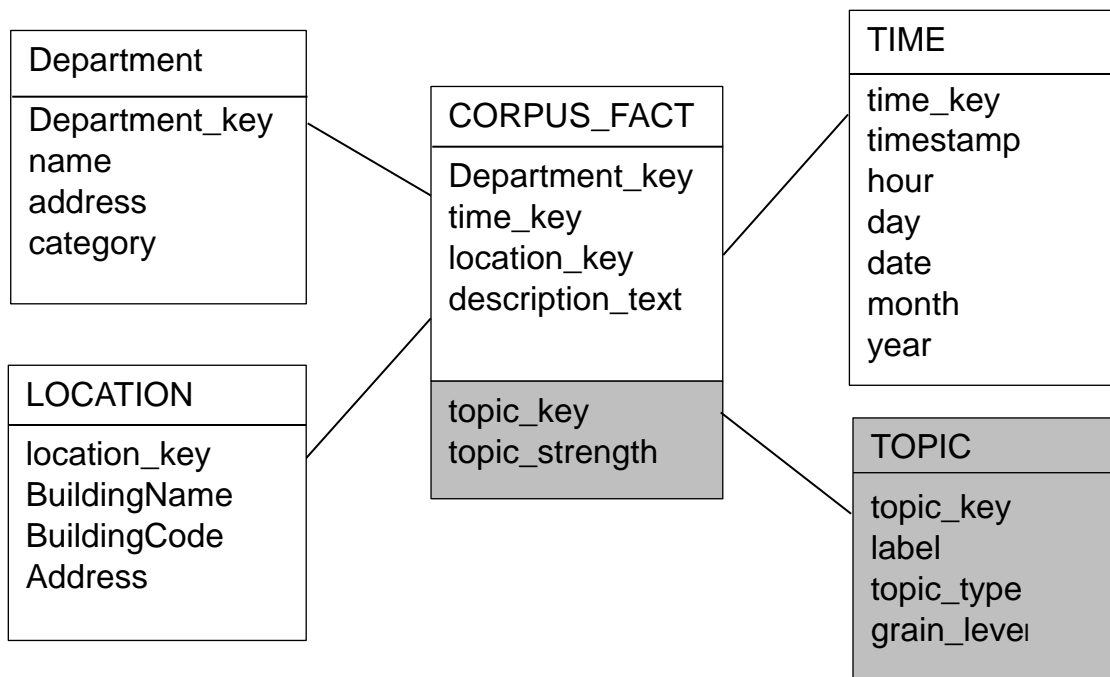 Department
Department_key
name
address
category
LOCATION
location_key
BuildingName
BuildingCode
Address
CORPUS_FACT
Department_key
time_key
location_key
description_text
topic_key
topic_strength
TIME
time_key
timestamp
hour
day
date
month
year
TOPIC
topic_key
label
topic_type
grain_level